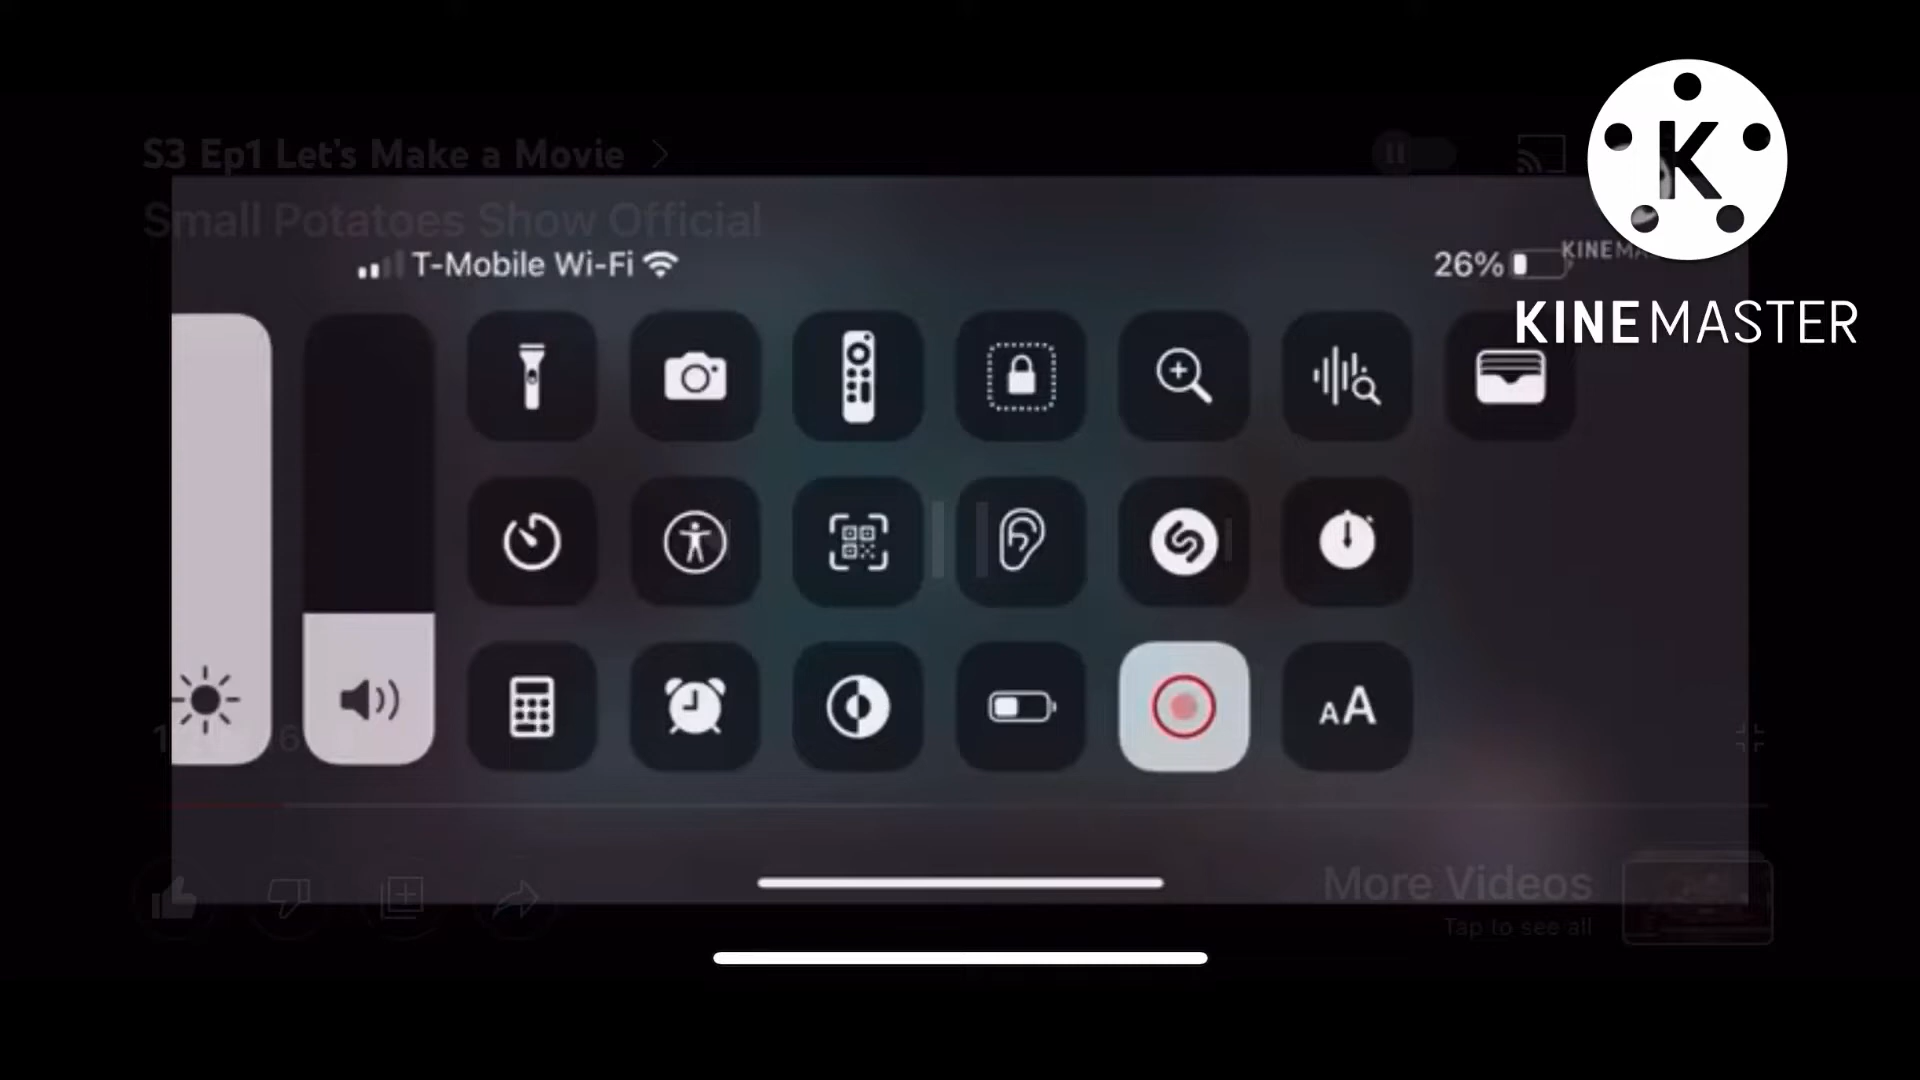 S3 Ep1 Let's Make a Movie
Small Potatoes Show Official
T-Mobile Wi-Fi
26%
KINEMA
K
KINEMASTER
AA
More Videos
Tap to see all